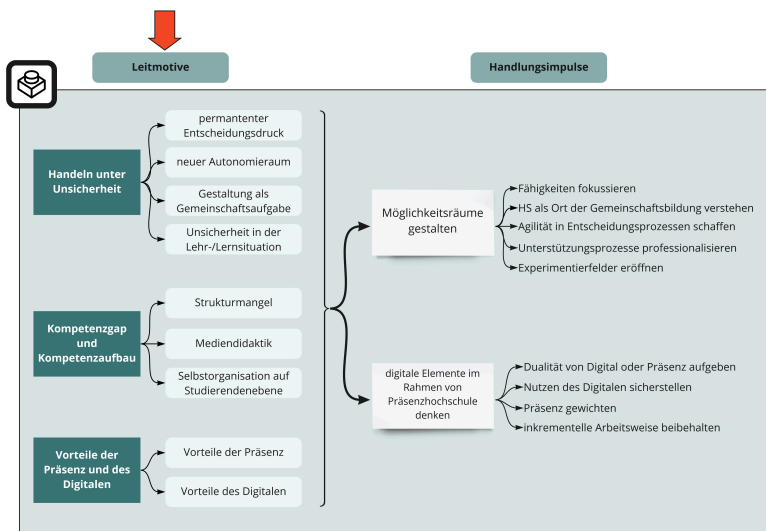 Leitmotive
Handlungsimpulse
Handeln unter
Unsicherheit
permantenter
Entscheidungsdruck
neuer Autonomieraum
Gestaltung als
Gemeinschaftsaufgabe
Unsicherheit in der
Lehr-/Lernsituation
Kompetenzgap
und
Kompetenzaufbau
Strukturmangel
Mediendidaktik
Selbstorganisation auf
Studierendenebene
Vorteile der
Präsenz und des
Digitalen
Vorteile der Präsenz
Vorteile des Digitalen
Möglichkeitsräume
gestalten
Fähigkeiten fokussieren
HS als Ort der Gemeinschaftsbildung verstehen
Agilität in Entscheidungsprozessen schaffen
Unterstützungsprozesse professionalisieren
Experimentierfelder eröffnen
digitale Elemente im
Rahmen von
Präsenzhochschule
denken
Dualität von Digital oder Präsenz aufgeben
Nutzen des Digitalen sicherstellen
Präsenz gewichten
inkrementelle Arbeitsweise beibehalten